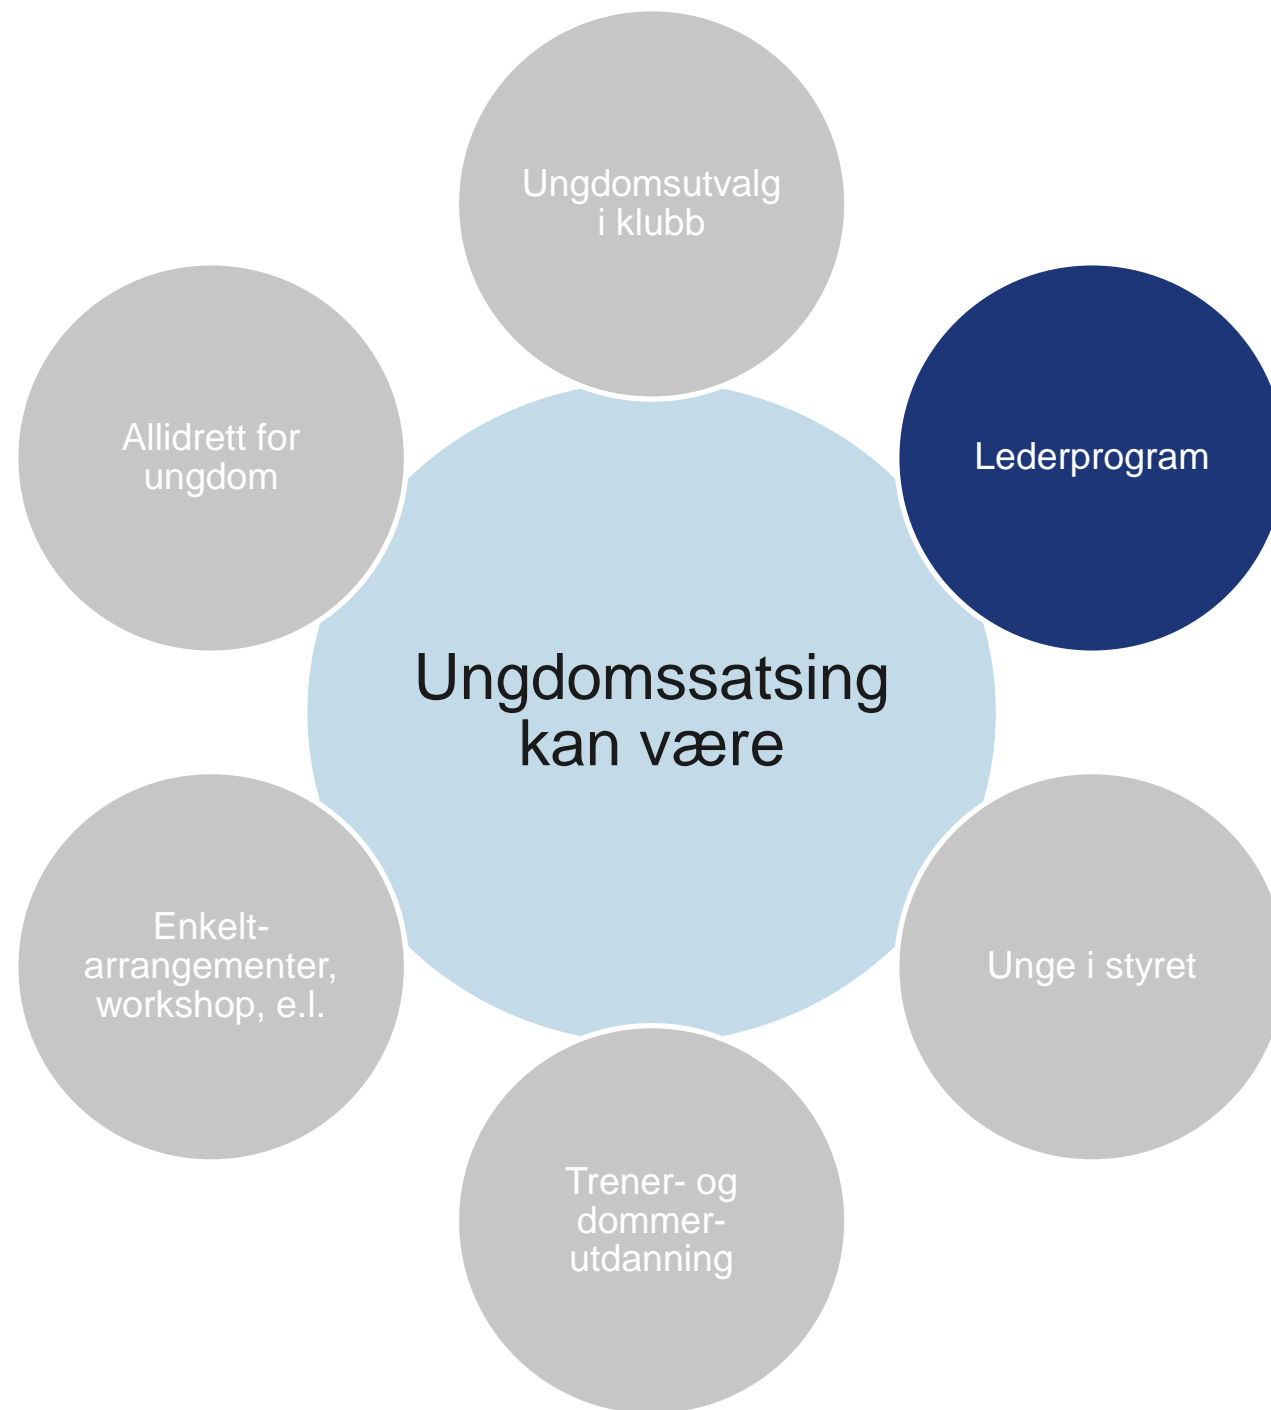 Ungdomsutvalg
i klubb
Allidrett for
ungdom
Lederprogram
Ungdomssatsing
kan være
Enkelt-
arrangementer,
workshop, e.l.
Unge i styret
Trener- og
dommer-
utdanning